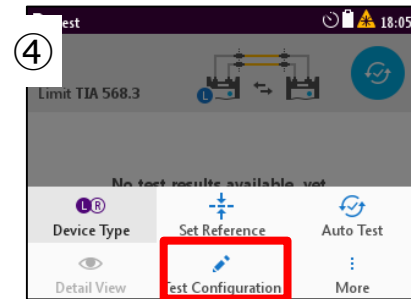 ④
est
18:05
Limit TIA 568.3
L
No test results available, yet
L R
Device Type
Set Reference
Auto Test
Detail View
Test Configuration
More